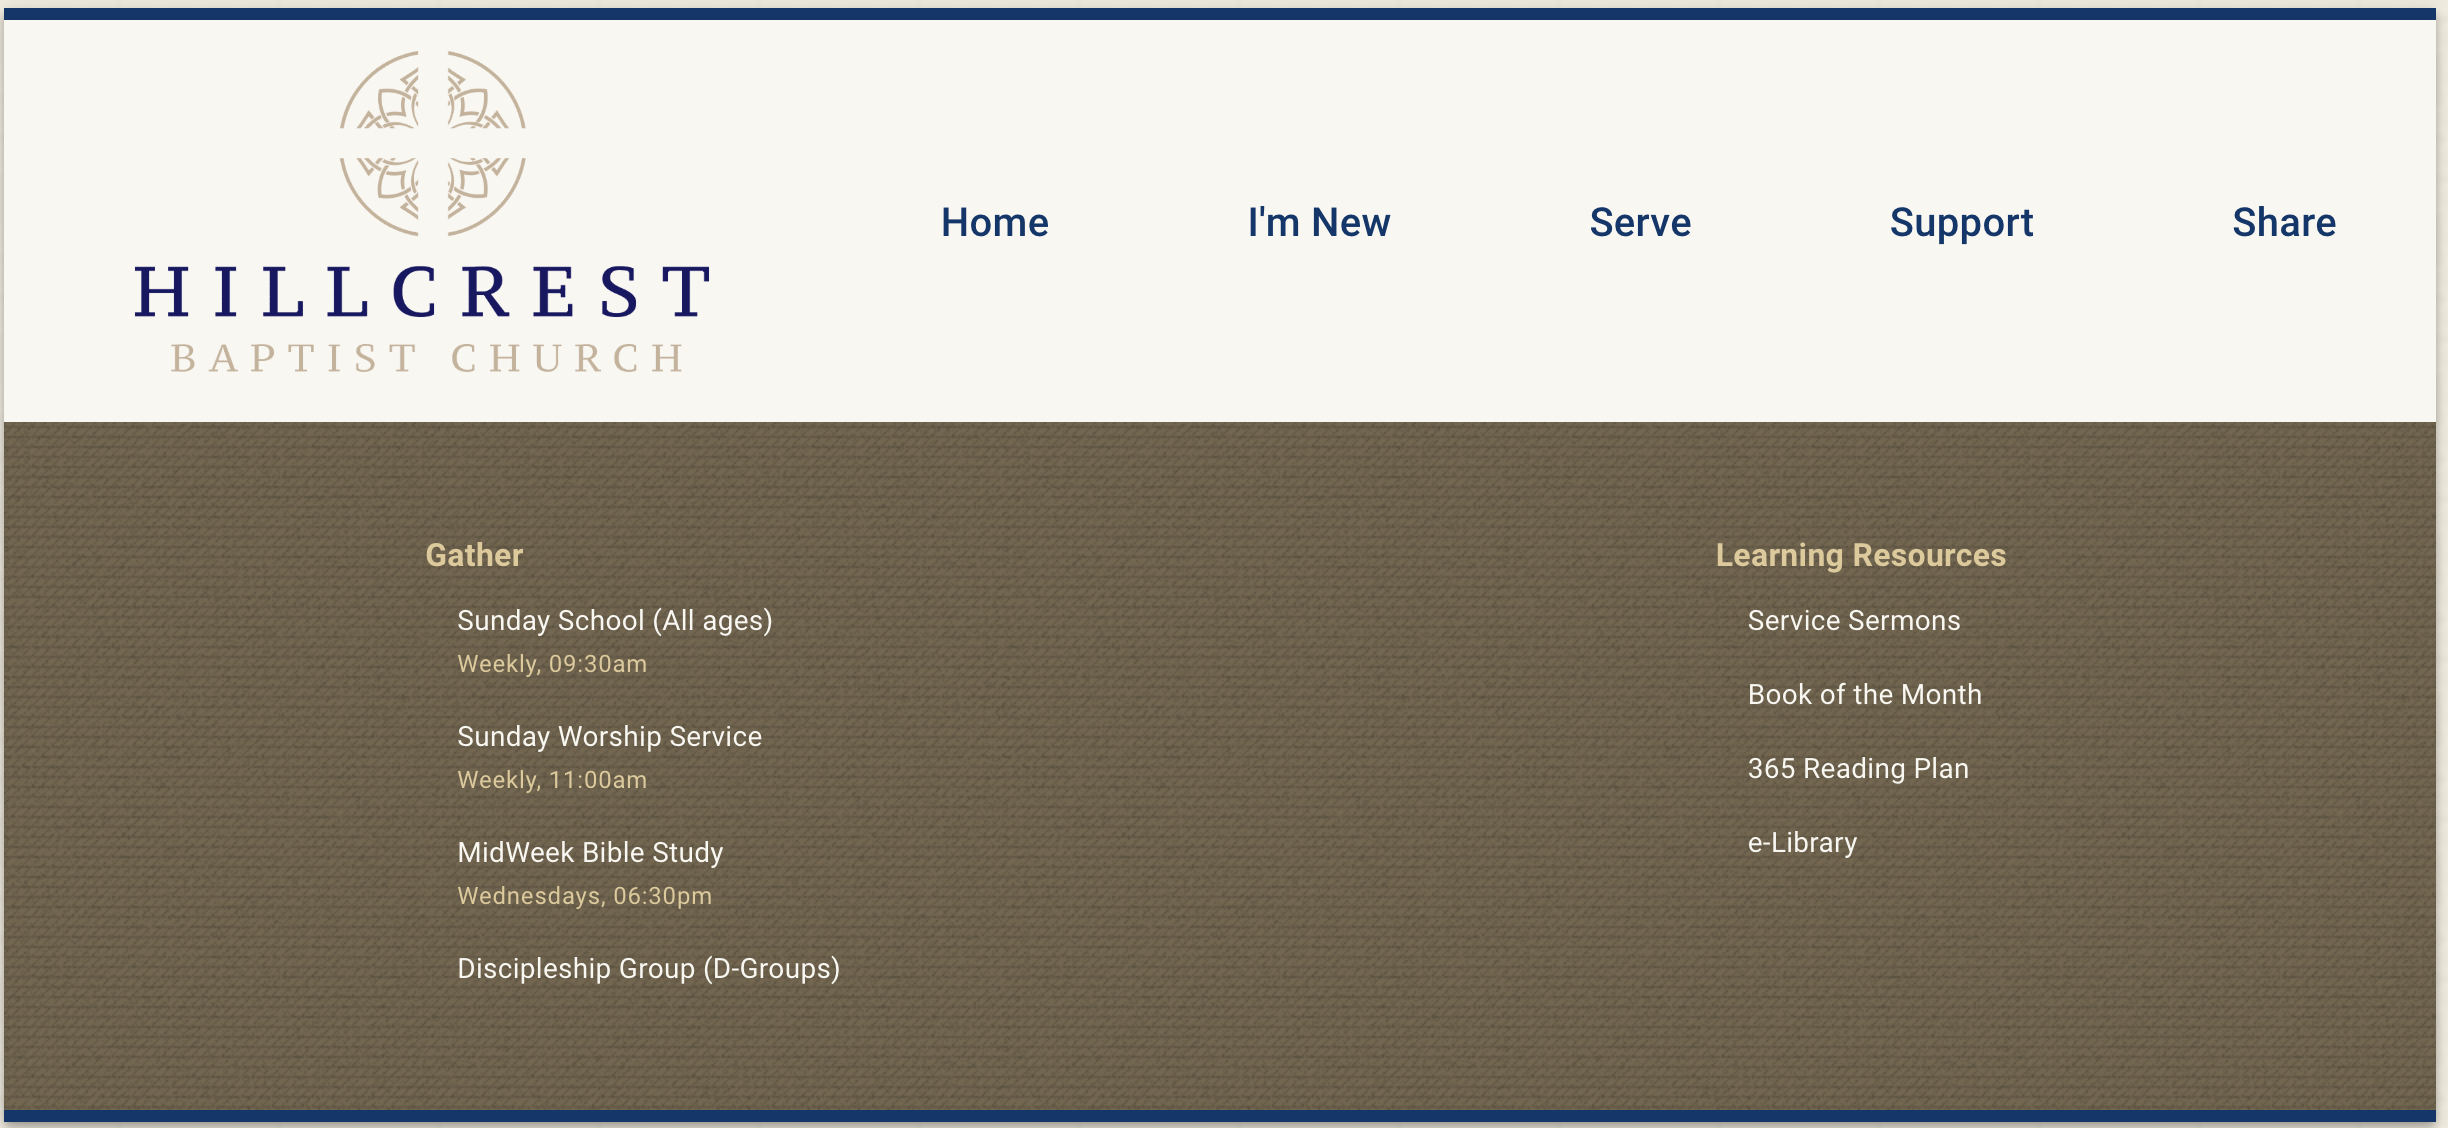 HILLCREST
BAPTIST CHURCH
Home
I'm New
Serve
Support
Share
Gather
Sunday School (All ages)
Weekly, 09:30am
Sunday Worship Service
Weekly, 11:00am
MidWeek Bible Study
Wednesdays, 06:30pm
Discipleship Group (D-Groups)
Learning Resources
Service Sermons
Book of the Month
365 Reading Plan
e-Library